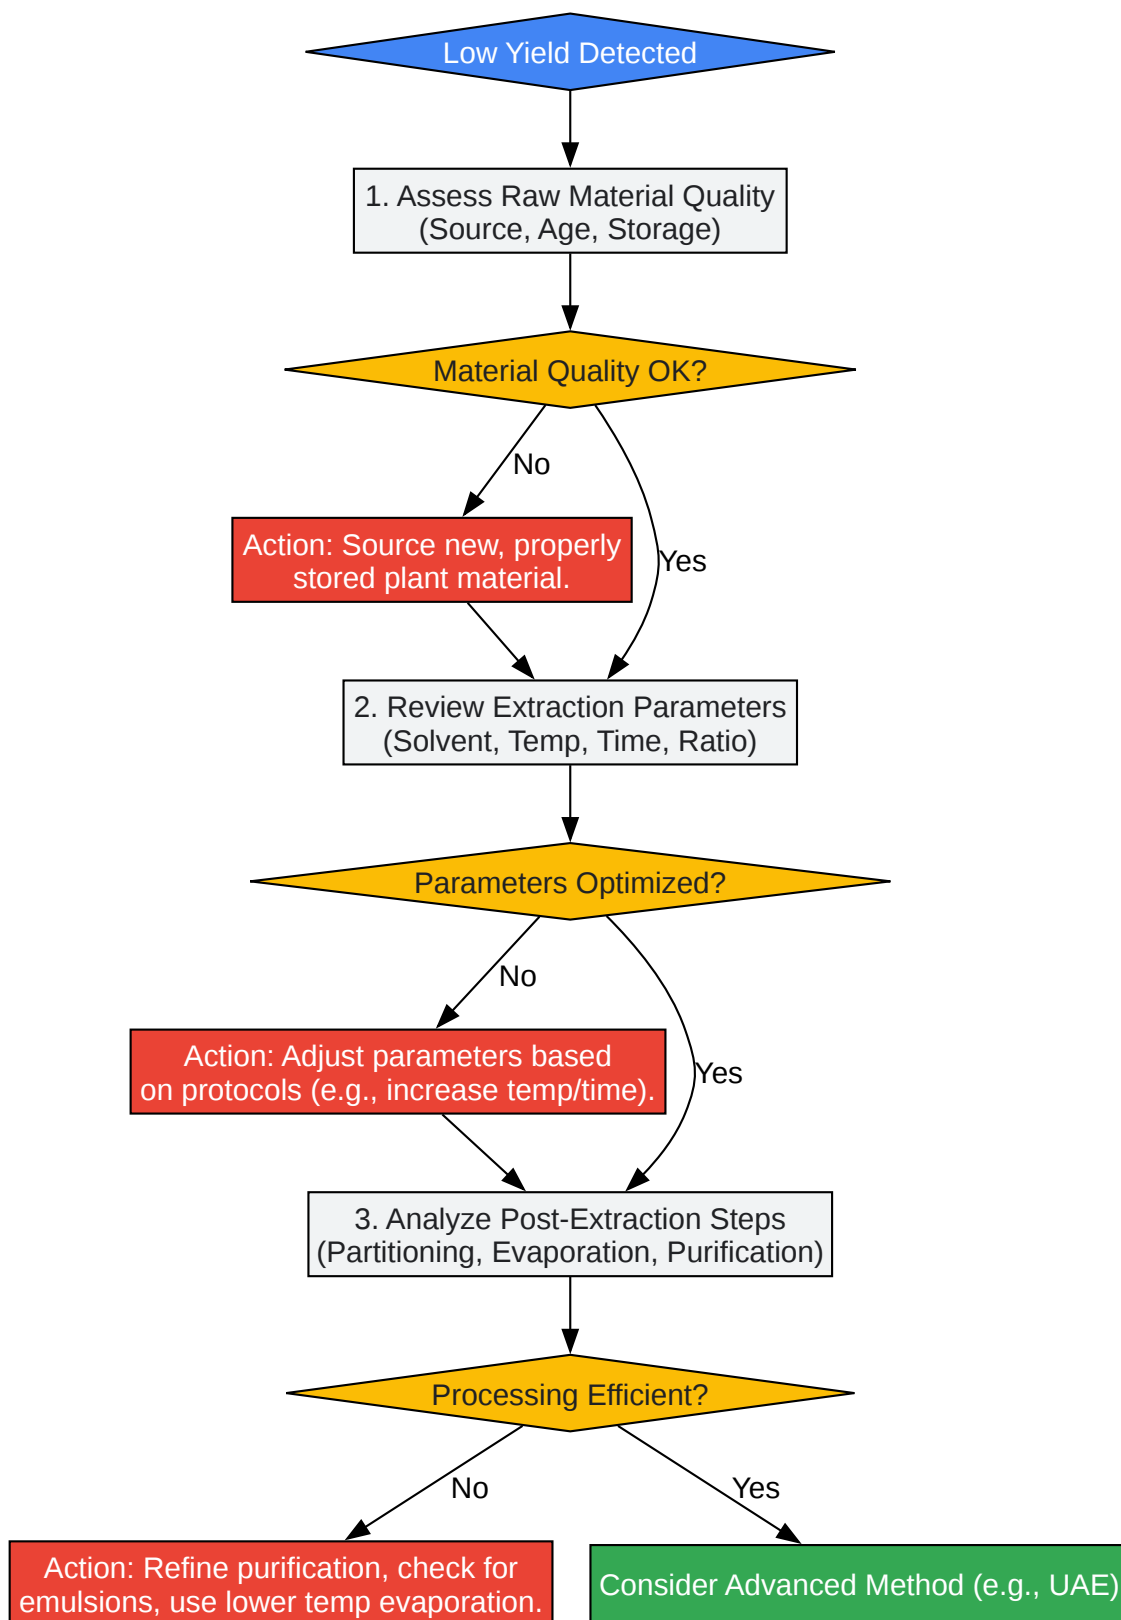 Low Yield Detected
1. Assess Raw Material Quality
(Source, Age, Storage)
Material Quality OK?
No
Action: Source new, properly
stored plant material.
Yes
2. Review Extraction Parameters
(Solvent, Temp, Time, Ratio)
Parameters Optimized?
No
Action: Adjust parameters based
on protocols (e.g., increase temp/time).
Yes
3. Analyze Post-Extraction Steps
(Partitioning, Evaporation, Purification)
Processing Efficient?
No
Yes
Action: Refine purification, check for
emulsions, use lower temp evaporation.
Consider Advanced Method (e.g., UAE)